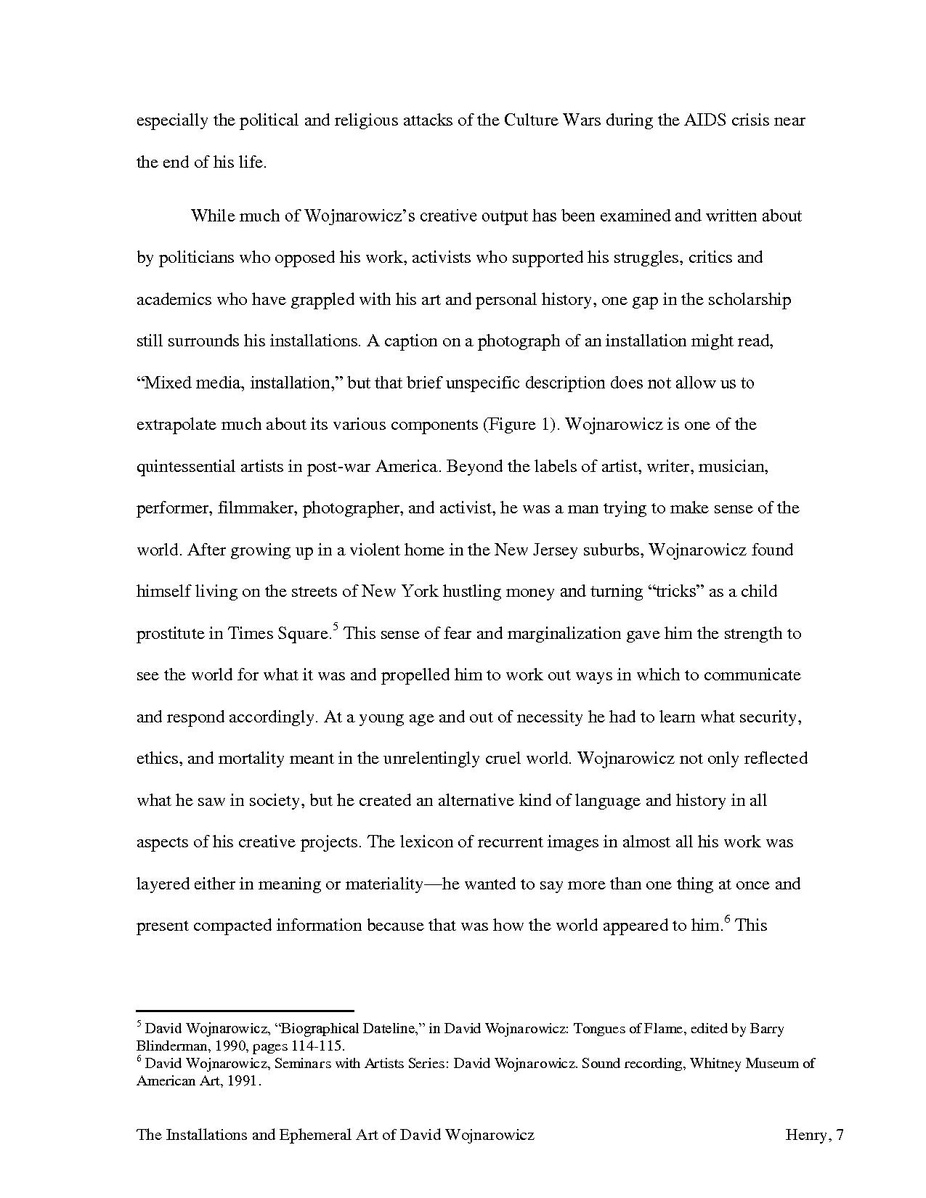 especially the political and religious attacks of the Culture Wars during the AIDS crisis near
the end of his life.
While much of Wojnarowicz’s creative output has been examined and written about
by politicians who opposed his work, activists who supported his struggles, critics and
academics who have grappled with his art and personal history, one gap in the scholarship
still surrounds his installations. A caption on a photograph of an installation might read,
“Mixed media, installation,” but that brief unspecific description does not allow us to
extrapolate much about its various components (Figure 1). Wojnarowicz is one of the
quintessential artists in post-war America. Beyond the labels of artist, writer, musician,
performer, filmmaker, photographer, and activist, he was a man trying to make sense of the
world. After growing up in a violent home in the New Jersey suburbs, Wojnarowicz found
himself living on the streets of New York hustling money and turning “tricks” as a child
prostitute in Times Square.5 This sense of fear and marginalization gave him the strength to
see the world for what it was and propelled him to work out ways in which to communicate
and respond accordingly. At a young age and out of necessity he had to learn what security,
ethics, and mortality meant in the unrelentingly cruel world. Wojnarowicz not only reflected
what he saw in society, but he created an alternative kind of language and history in all
aspects of his creative projects. The lexicon of recurrent images in almost all his work was
layered either in meaning or materiality—he wanted to say more than one thing at once and
present compacted information because that was how the world appeared to him.6 This
5 David Wojnarowicz, “Biographical Dateline,” in David Wojnarowicz: Tongues of Flame, edited by Barry
Blinderman, 1990, pages 114-115.
6 David Wojnarowicz, Seminars with Artists Series: David Wojnarowicz. Sound recording, Whitney Museum of
American Art, 1991.
The Installations and Ephemeral Art of David Wojnarowicz Henry, 7